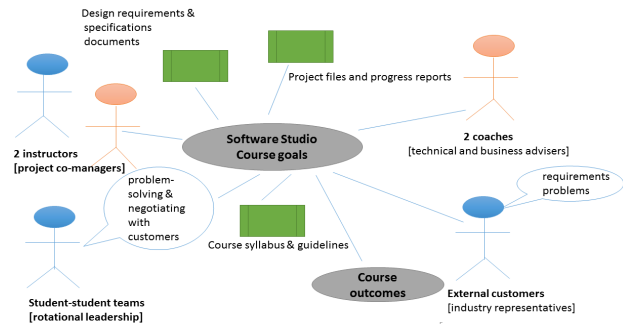 Design requirements &
specifications
documents
Project files and progress reports
Software Studio
Course goals
2 instructors
[project co-managers]
2 coaches
[technical and business advisers]
problem-
solving &
negotiating
with
customers
requirements
problems
Course syllabus & guidelines
Course
outcomes
Student-student teams
[rotational leadership]
External customers
[industry representatives]